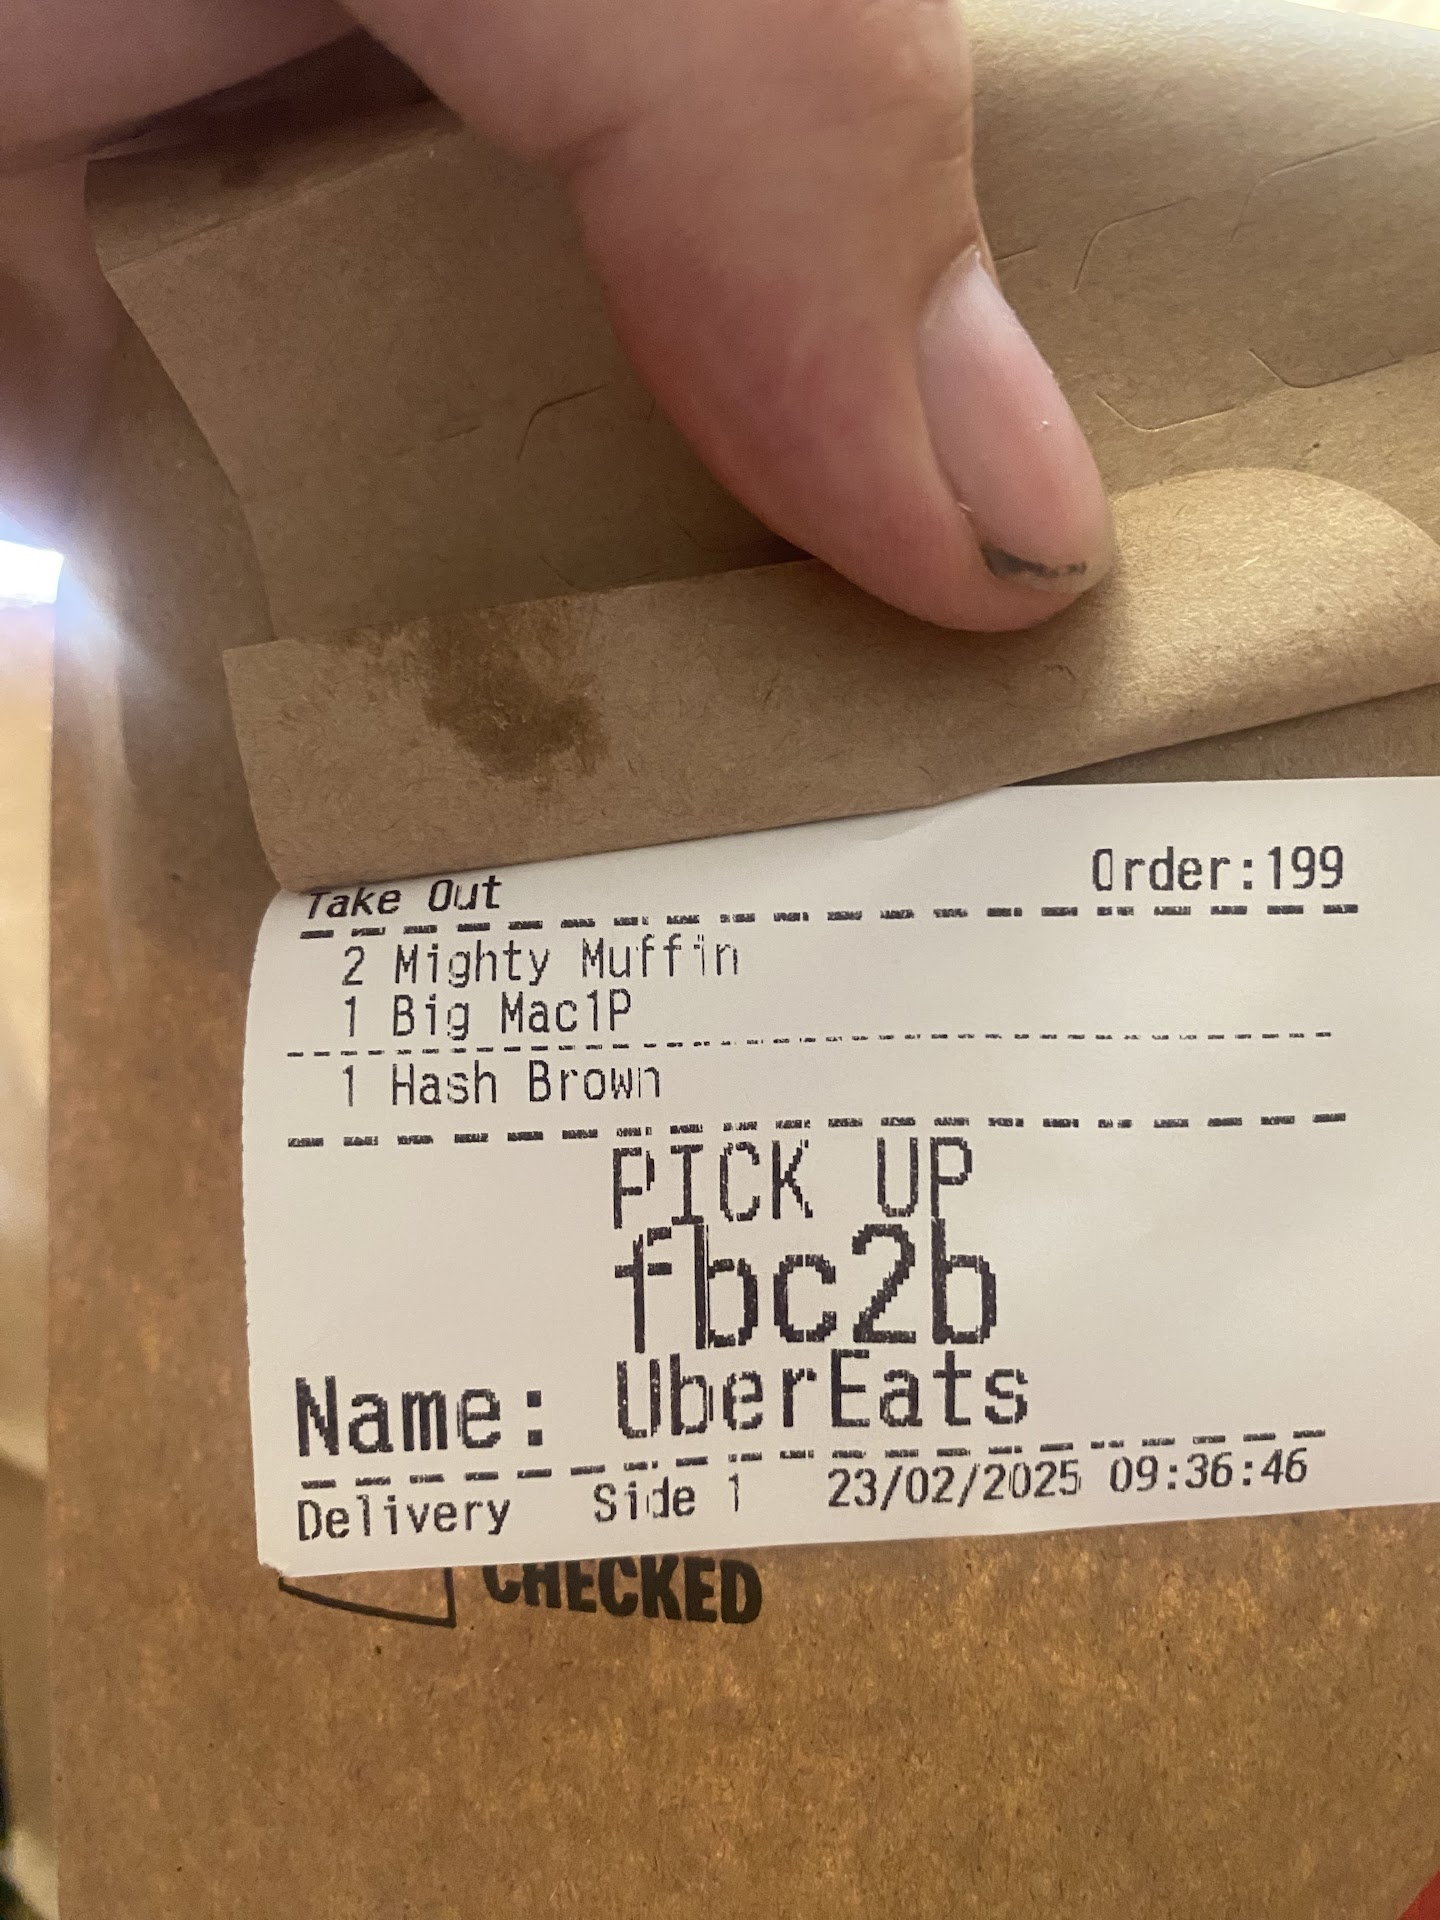 Take Out Order:199
2 Mighty Muffin
1 Big Mac1P
1 Hash Brown
PICK UP
fbc2b
Name: UberEats
Delivery Side 1 23/02/2025 09:36:46
CHECKED